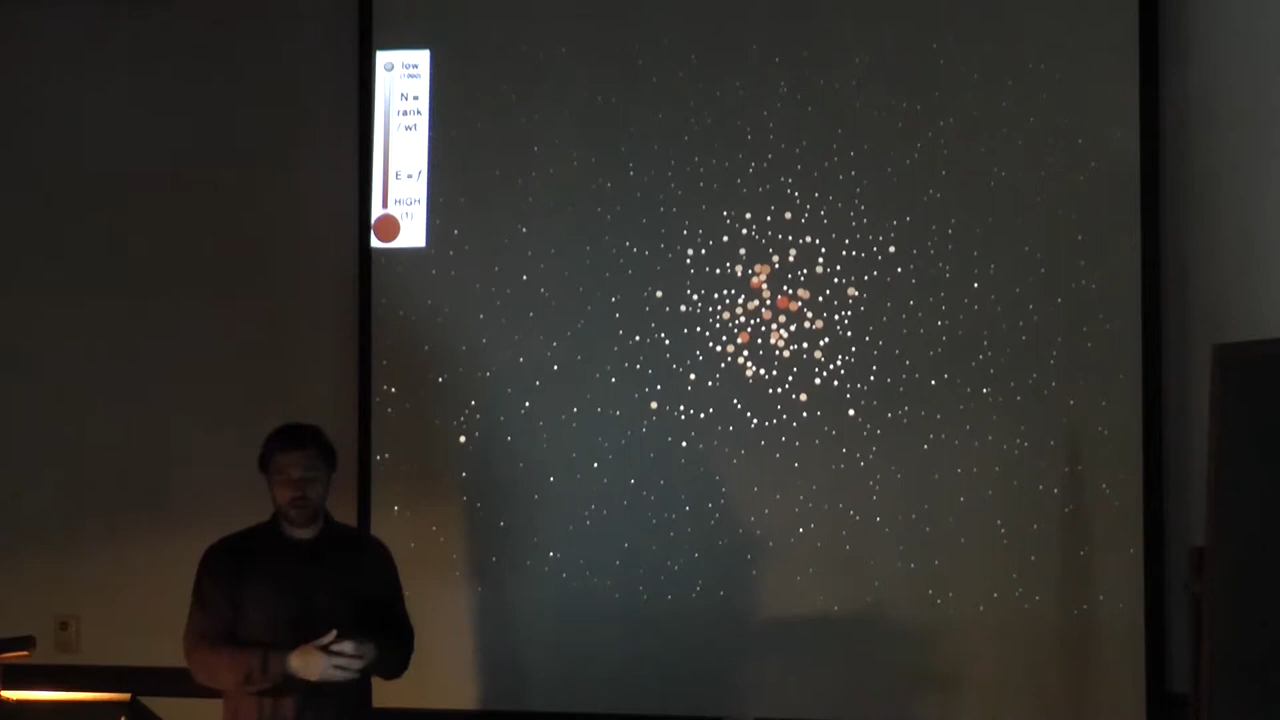 low
(1000)
N =
rank
/ wt
E = f
HIGH
(1)